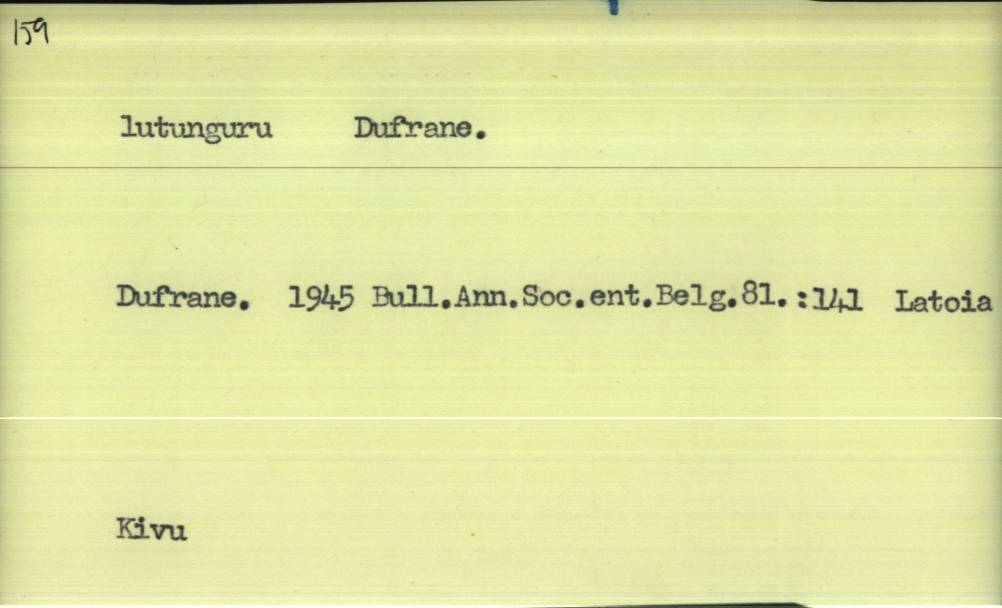 159
lutunguru Dufrane.
Dufrane. 1945 Bull.Ann.Soc.ent.Belg.81.:141 Latoia
Kivu